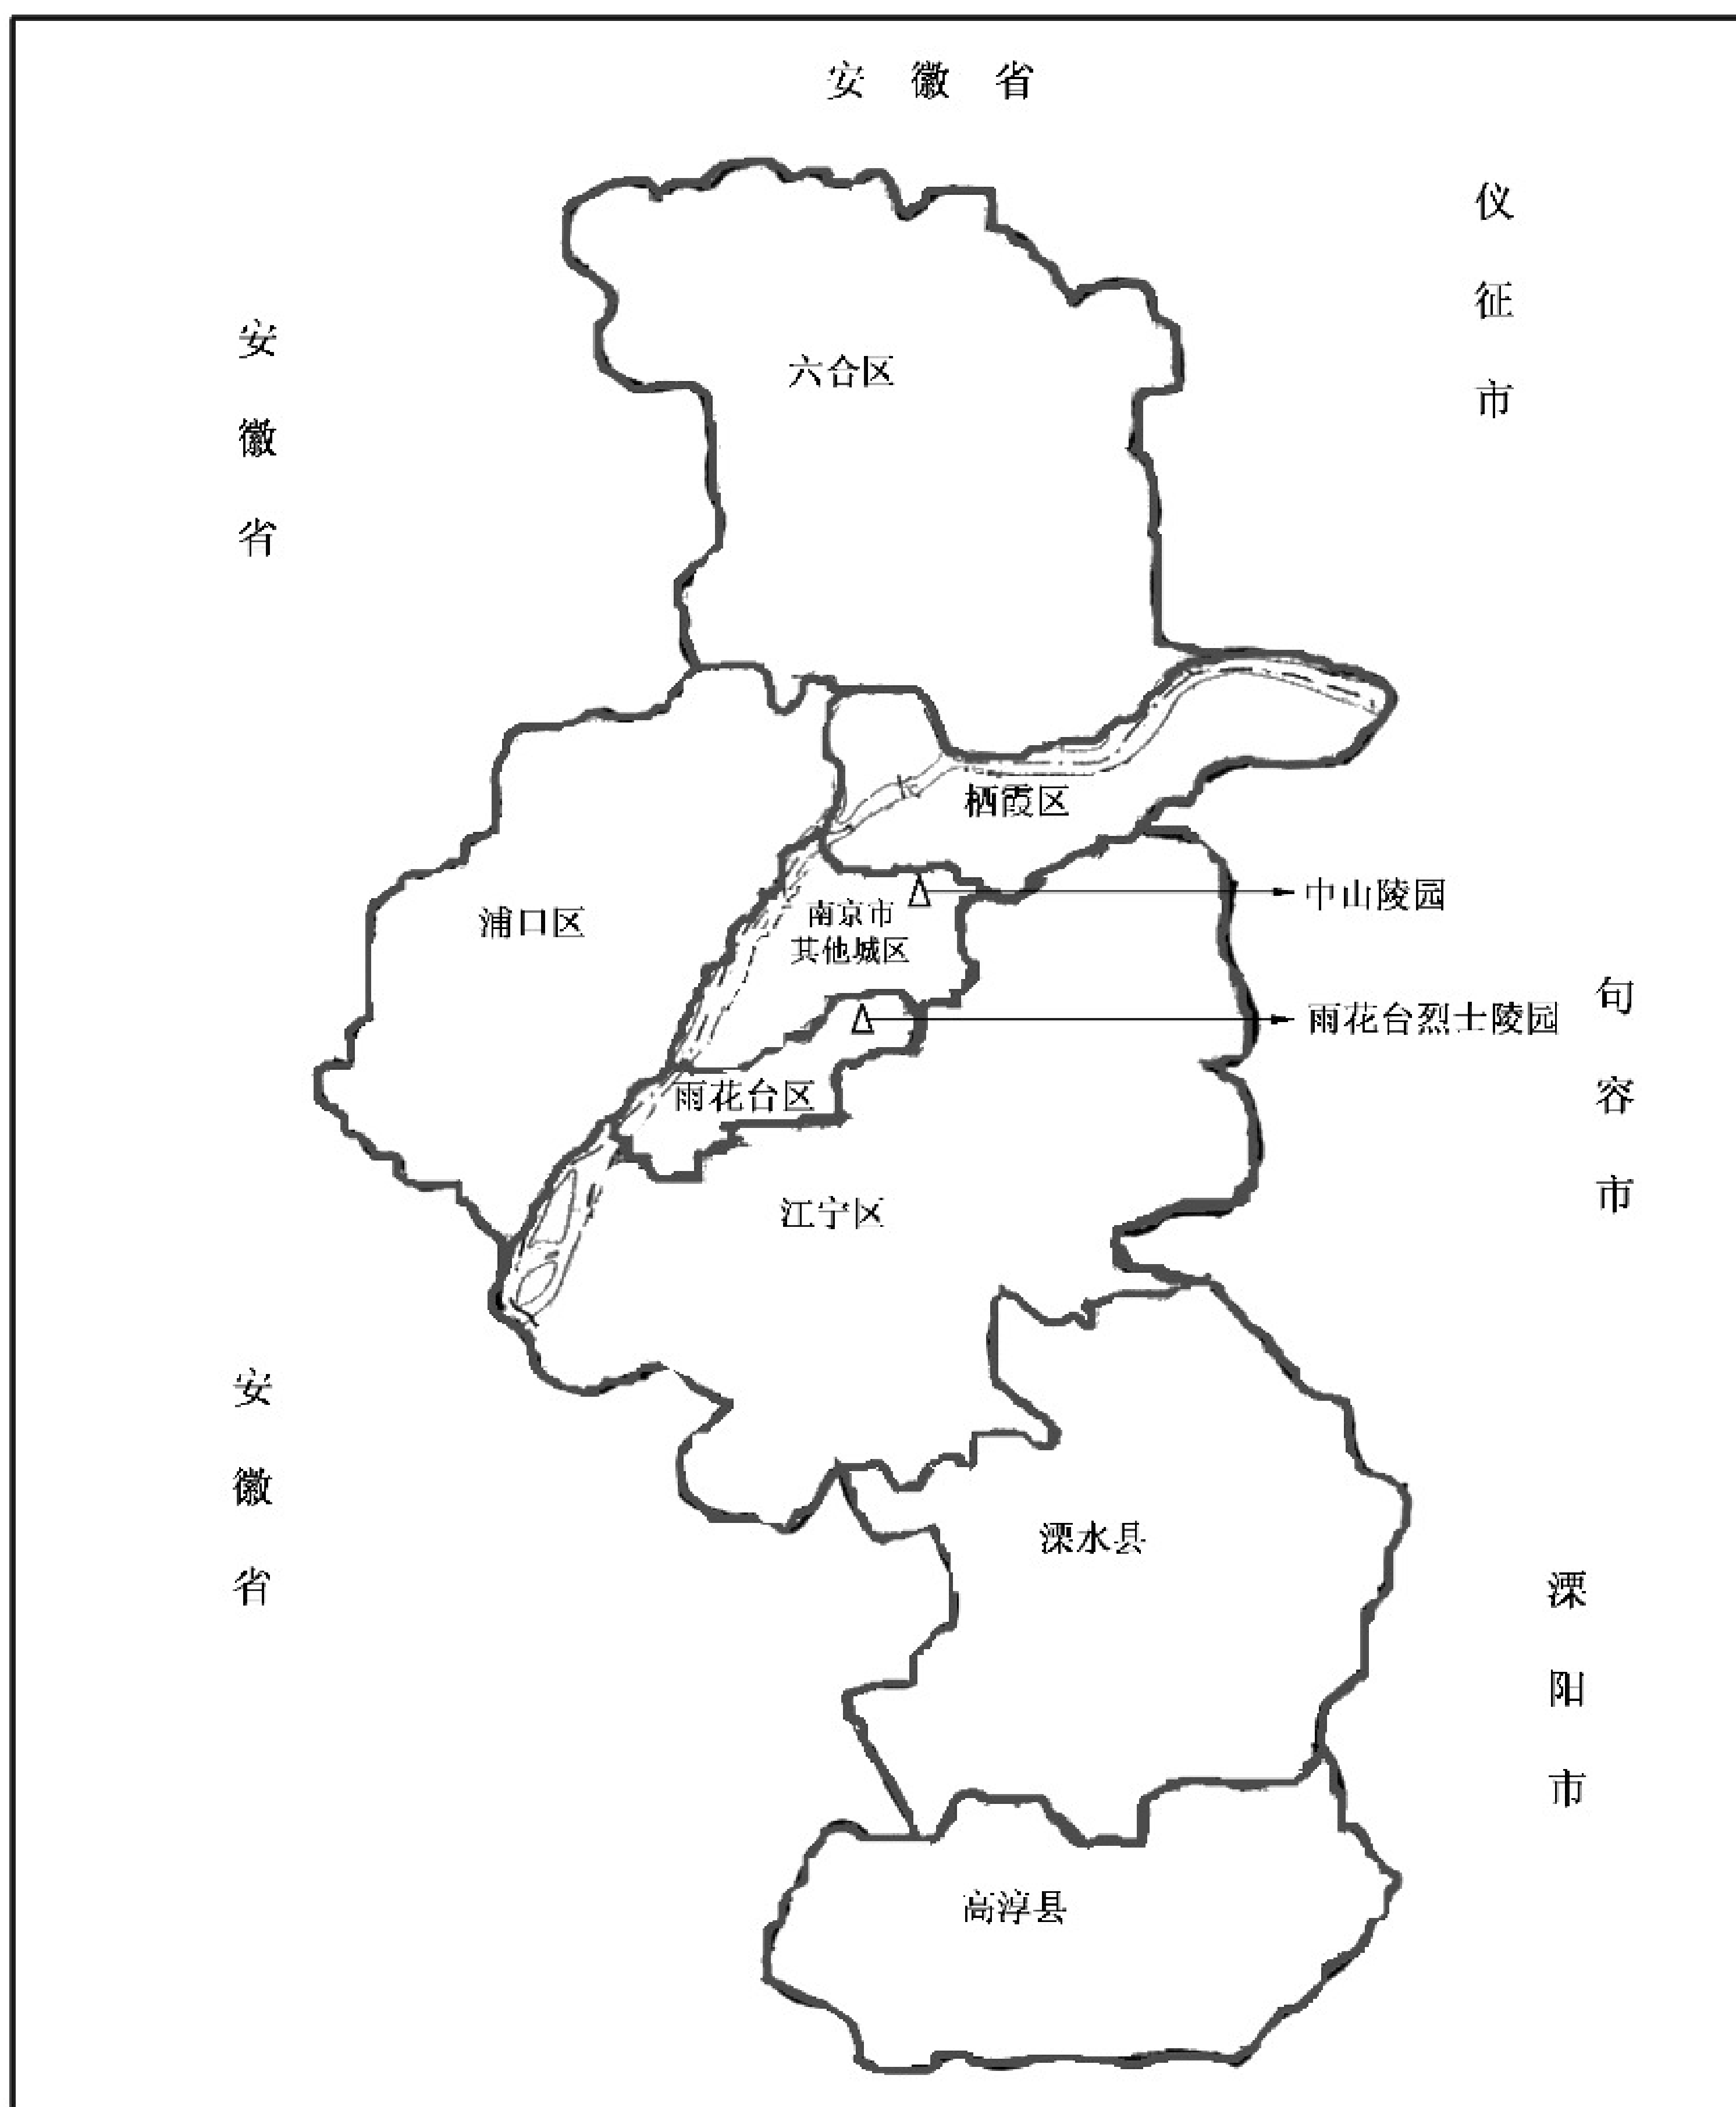 安徽省
仪征市
安徽省
六合区
栖霞区
中山陵园
南京市
其他城区
浦口区
句容市
雨花台烈士陵园
雨花台区
江宁区
安徽省
溧水县
溧阳市
高淳县